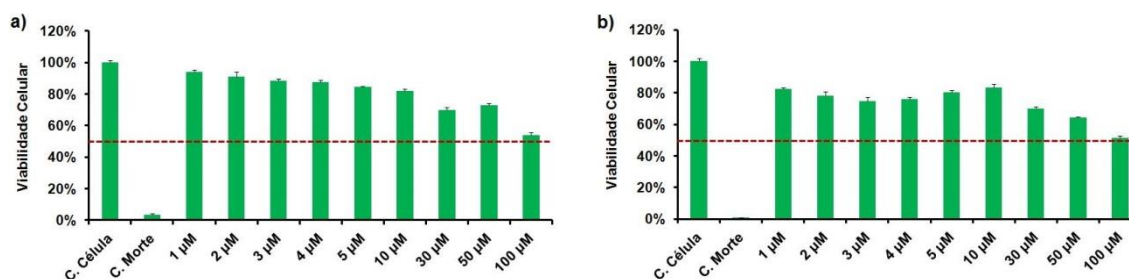 a)
Viabilidade Celular
120%
100%
80%
60%
40%
20%
0%
C. Célula
C. Morte
1 µM
2 µM
3 µM
4 µM
5 µM
10 µM
30 µM
50 µM
100 µM
b)
Viabilidade Celular
120%
100%
80%
60%
40%
20%
0%
C. Célula
C. Morte
1 µM
2 µM
3 µM
4 µM
5 µM
10 µM
30 µM
50 µM
100 µM